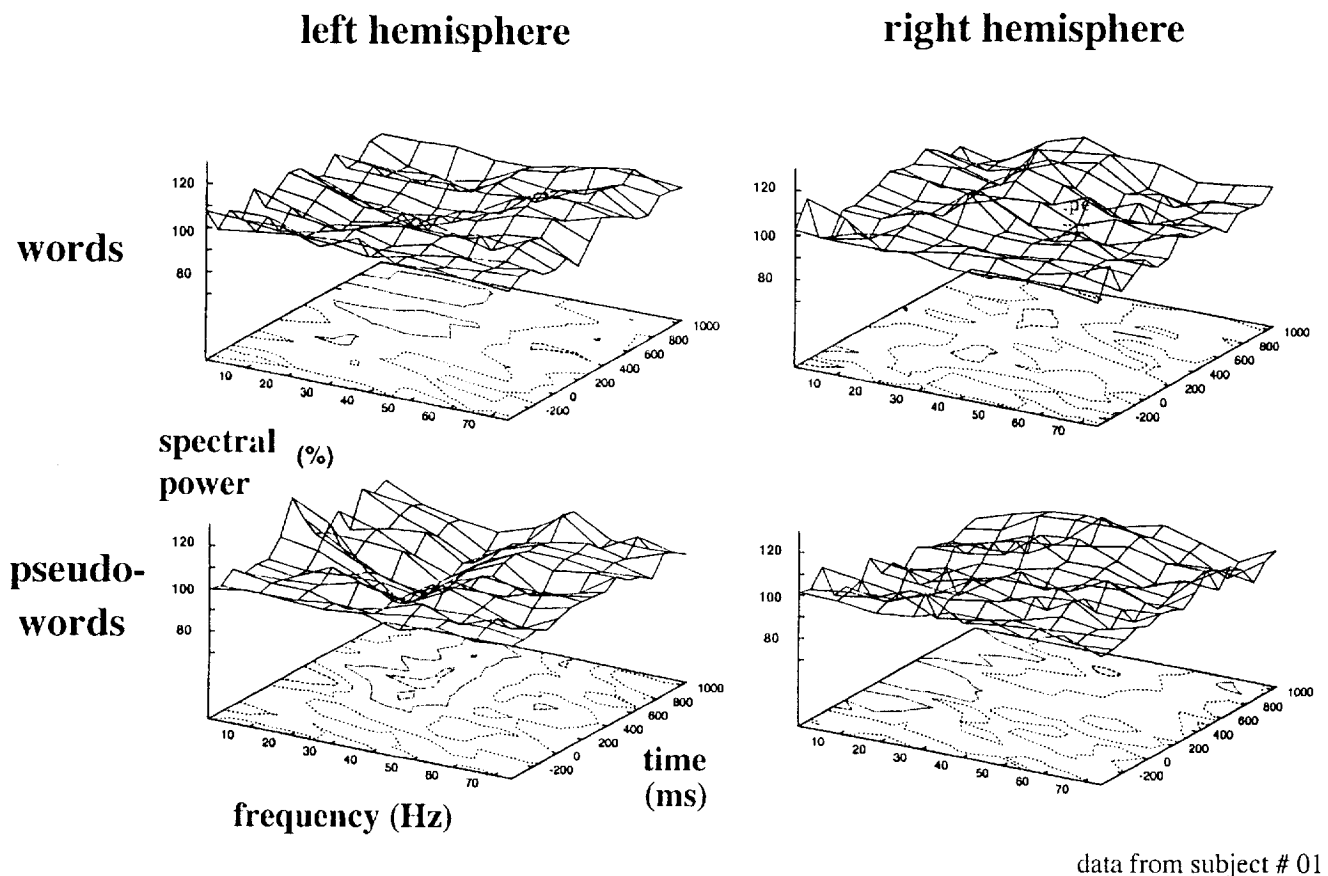 left hemisphere
right hemisphere
words
120
100
80
10 20 30 40 50 60 70
-200 0 200 400 600 800 1000
120
100
80
10 20 30 40 50 60 70
-200 0 200 400 600 800 1000
spectral (%)
power
pseudo-
words
120
100
80
10 20 30 40 50 60 70
-200 0 200 400 600 800 1000
time
(ms)
frequency (Hz)
120
100
80
10 20 30 40 50 60 70
-200 0 200 400 600 800 1000
data from subject # 01